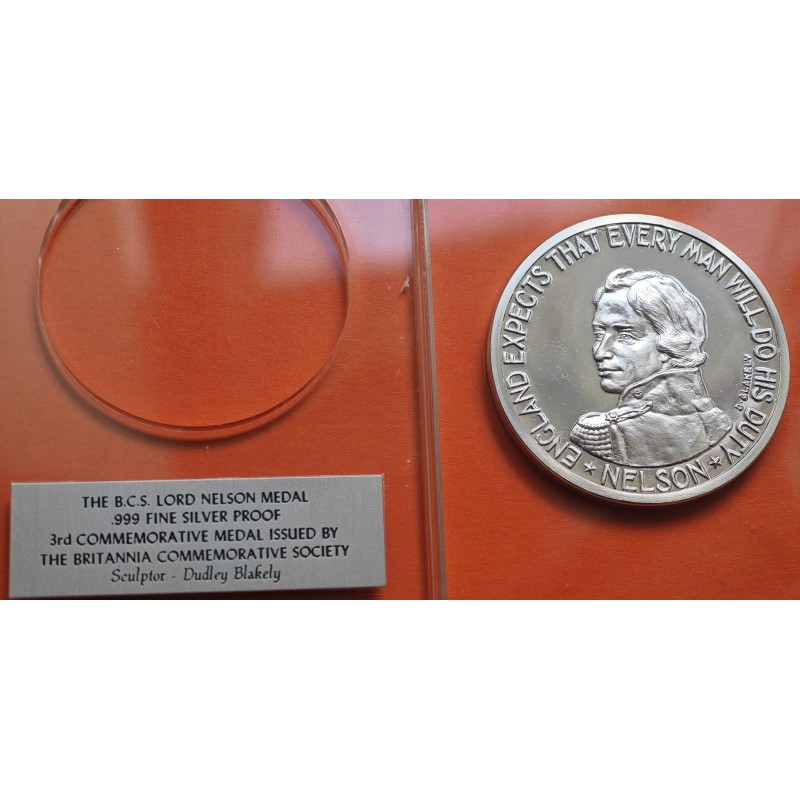 THE B.C.S. LORD NELSON MEDAL
.999 FINE SILVER PROOF
3rd COMMEMORATIVE MEDAL ISSUED BY
THE BRITANNIA COMMEMORATIVE SOCIETY
Sculptor - Dudley Blakely
ENGLAND EXPECTS THAT EVERY MAN WILL DO HIS DUTY
★ NELSON ★
D. BLAKELY